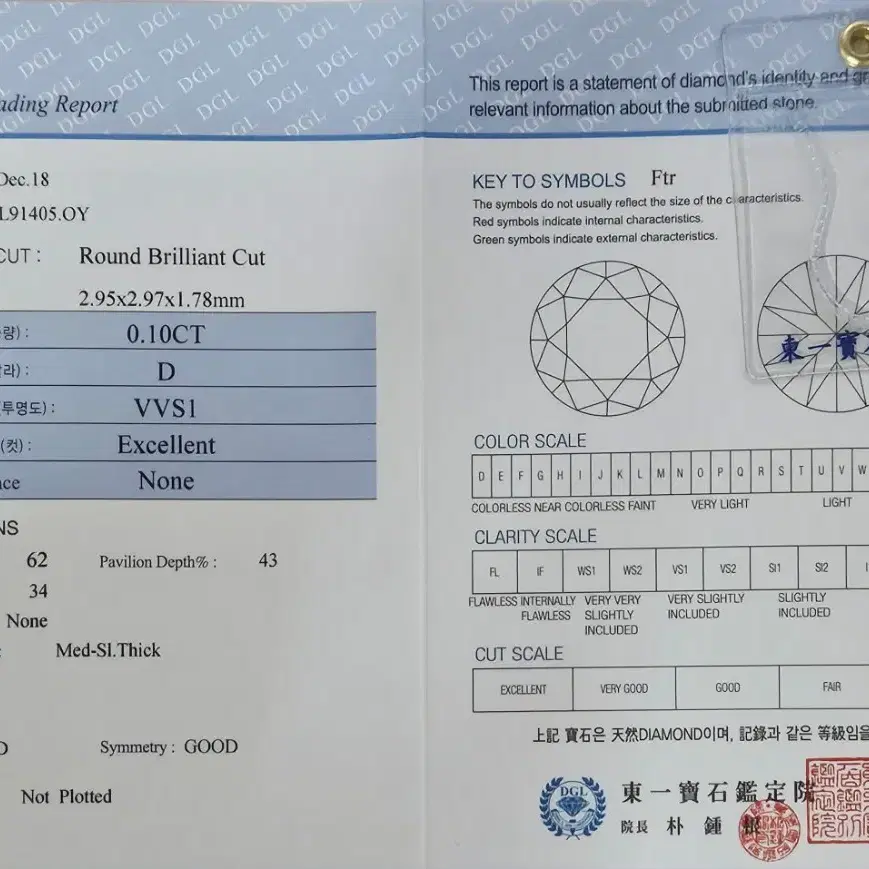 ading Report
Dec.18
L91405.OY
CUT : Round Brilliant Cut
2.95x2.97x1.78mm
량) : 0.10CT
라) : D
투명도) : VVS1
(컷) : Excellent
nce None
NS
62 Pavilion Depth% : 43
34
None
: Med-Sl.Thick
D Symmetry : GOOD
Not Plotted
DGL
This report is a statement of diamond's identity and gr
relevant information about the submitted stone.
KEY TO SYMBOLS Ftr
The symbols do not usually reflect the size of the characteristics.
Red symbols indicate internal characteristics.
Green symbols indicate external characteristics.
東一寶
COLOR SCALE
D E F G H I J K L M N O P Q R S T U V W
COLORLESS NEAR COLORLESS FAINT VERY LIGHT LIGHT
CLARITY SCALE
FL IF WS1 WS2 VS1 VS2 SI1 SI2 I
FLAWLESS INTERNALLY VERY VERY VERY SLIGHTLY SLIGHTLY
FLAWLESS SLIGHTLY INCLUDED INCLUDED
INCLUDED
CUT SCALE
EXCELLENT VERY GOOD GOOD FAIR
上記 寶石은 天然DIAMOND이며, 記錄과 같은 等級임을
DGL
東一寶石鑑定院
院長 朴鍾